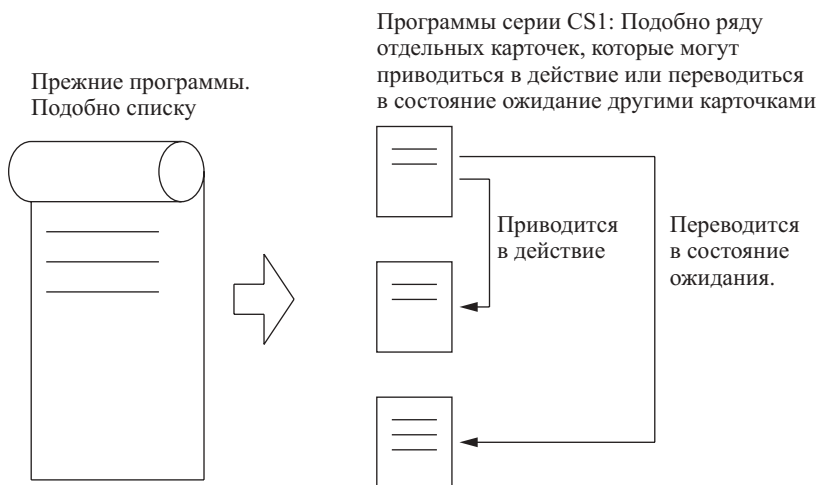 Прежние программы.
Подобно списку
Программы серии CS1: Подобно ряду
отдельных карточек, которые могут
приводиться в действие или переводиться
в состояние ожидание другими карточками
Приводится
в действие
Переводится
в состояние
ожидания.